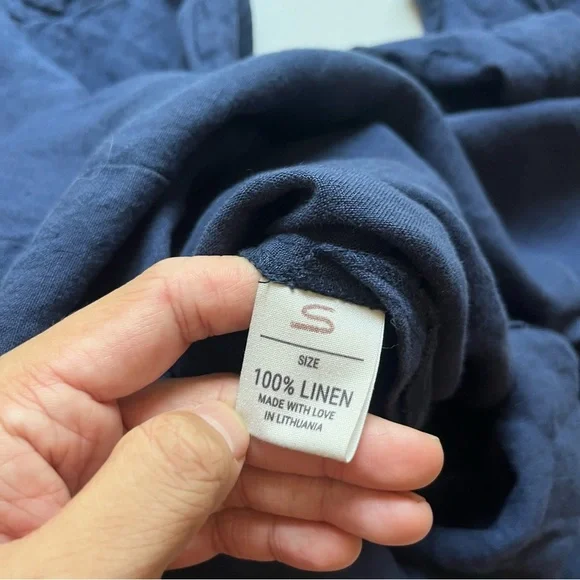 S
SIZE
100% LINEN
MADE WITH LOVE
IN LITHUANIA